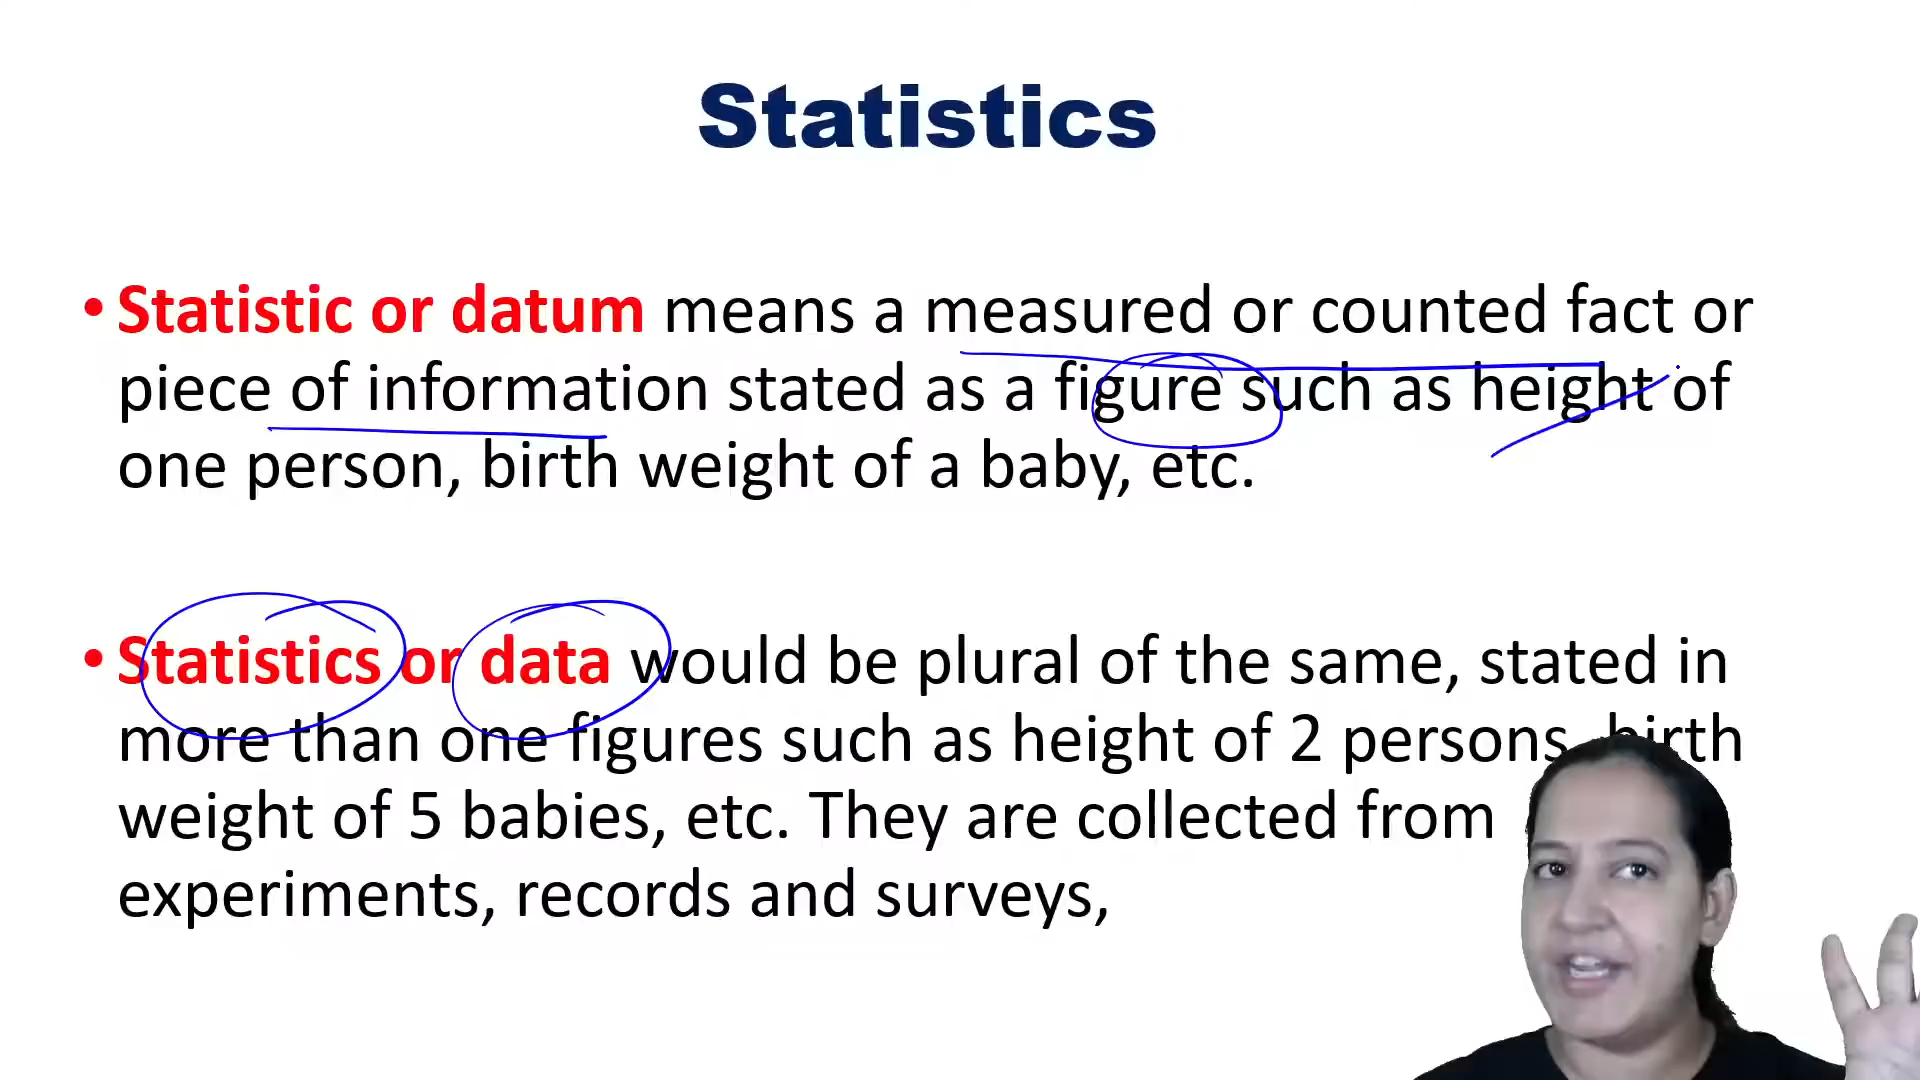 Statistics
• Statistic or datum means a measured or counted fact or
piece of information stated as a figure such as height of
one person, birth weight of a baby, etc.
• Statistics or data would be plural of the same, stated in
more than one figures such as height of 2 persons, birth
weight of 5 babies, etc. They are collected from
experiments, records and surveys,